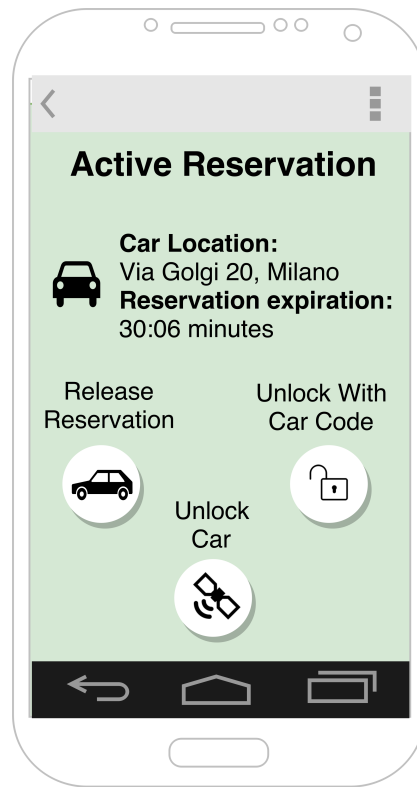 Active Reservation
Car Location:
Via Golgi 20, Milano
Reservation expiration:
30:06 minutes
Release
Reservation
Unlock With
Car Code
Unlock
Car